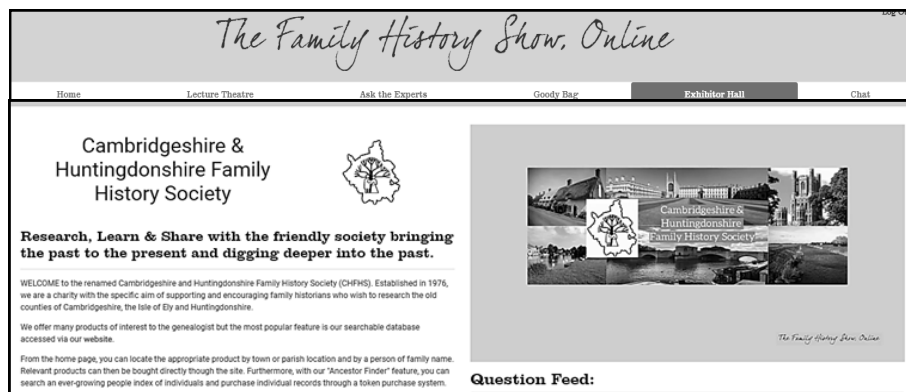 Log O
The Family History Show, Online
Home Lecture Theatre Ask the Experts Goody Bag Exhibitor Hall Chat
Cambridgeshire &
Huntingdonshire Family
History Society
Research, Learn & Share with the friendly society bringing
the past to the present and digging deeper into the past.
WELCOME to the renamed Cambridgeshire and Huntingdonshire Family History Society (CHFHS). Established in 1976,
we are a charity with the specific aim of supporting and encouraging family historians who wish to research the old
counties of Cambridgeshire, the Isle of Ely and Huntingdonshire.
We offer many products of interest to the genealogist but the most popular feature is our searchable database
accessed via our website.
From the home page, you can locate the appropriate product by town or parish location and by a person of family name.
Relevant products can then be bought directly though the site. Furthermore, with our "Ancestor Finder" feature, you can
search an ever-growing people index of individuals and purchase individual records through a token purchase system.
Cambridgeshire &
Huntingdonshire
Family History Society
The Family History Show, Online
Question Feed: